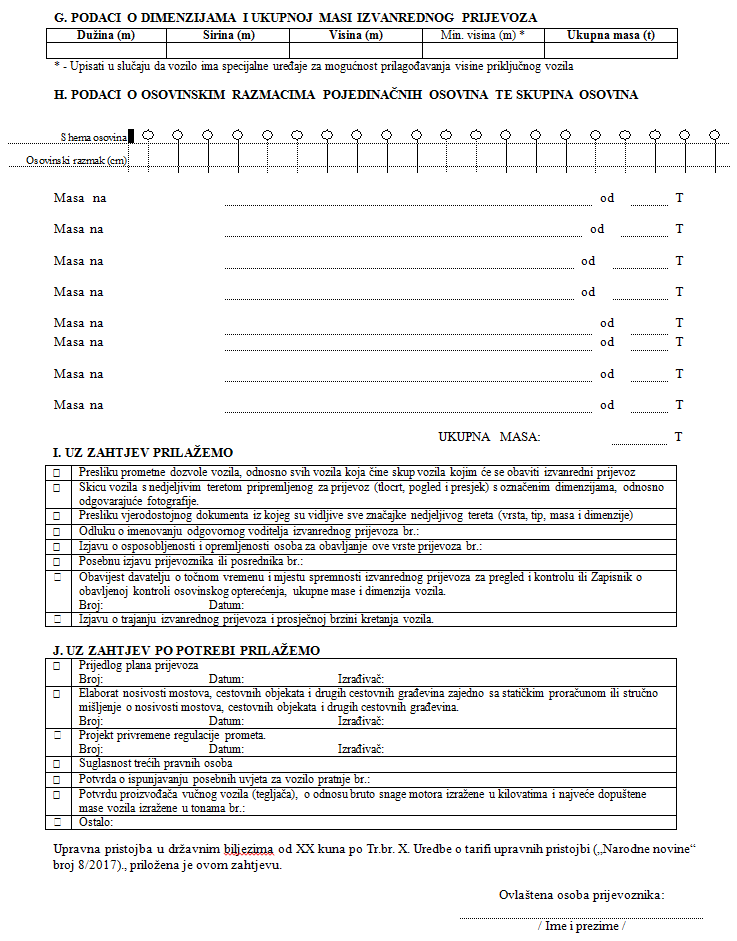 G. PODACI O DIMENZIJAMA I UKUPNOJ MASI IZVANREDNOG PRIJEVOZA
Dužina (m) Širina (m) Visina (m) Min. visina (m) * Ukupna masa (t)
* - Upisati u slučaju da vozilo ima specijalne uređaje za mogućnost prilagođavanja visine priključnog vozila
H. PODACI O OSOVINSKIM RAZMACIMA POJEDINAČNIH OSOVINA TE SKUPINA OSOVINA
Shema osovina
Osovinski razmak (cm)
Masa na od T
Masa na od T
Masa na od T
Masa na od T
Masa na od T
Masa na od T
Masa na od T
Masa na od T
UKUPNA MASA: T
I. UZ ZAHTJEV PRILAŽEMO
Presliku prometne dozvole vozila, odnosno svih vozila koja čine skup vozila kojim će se obaviti izvanredni prijevoz
Skicu vozila s nedjeljivim teretom pripremljenog za prijevoz (tlocrt, pogled i presjek) s označenim dimenzijama, odnosno
odgovarajuće fotografije.
Presliku vjerodostojnog dokumenta iz kojeg su vidljive sve značajke nedjeljivog tereta (vrsta, tip, masa i dimenzije)
Odluku o imenovanju odgovornog voditelja izvanrednog prijevoza br.:
Izjavu o osposobljenosti i opremljenosti osoba za obavljanje ove vrste prijevoza br.:
Posebnu izjavu prijevoznika ili posrednika br.:
Obavijest davatelju o točnom vremenu i mjestu spremnosti izvanrednog prijevoza za pregled i kontrolu ili Zapisnik o
obavljenoj kontroli osovinskog opterećenja, ukupne mase i dimenzija vozila.
Broj: Datum:
Izjavu o trajanju izvanrednog prijevoza i prosječnoj brzini kretanja vozila.
J. UZ ZAHTJEV PO POTREBI PRILAŽEMO
Prijedlog plana prijevoza
Broj: Datum: Izrađivač:
Elaborat nosivosti mostova, cestovnih objekata i drugih cestovnih građevina zajedno sa statičkim proračunom ili stručno
mišljenje o nosivosti mostova, cestovnih objekata i drugih cestovnih građevina.
Broj: Datum: Izrađivač:
Projekt privremene regulacije prometa.
Broj: Datum: Izrađivač:
Suglasnost trećih pravnih osoba
Potvrda o ispunjavanju posebnih uvjeta za vozilo pratnje br.:
Potvrdu proizvođača vučnog vozila (tegljača), o odnosu bruto snage motora izražene u kilovatima i najveće dopuštene
mase vozila izražene u tonama br.:
Ostalo:
Upravna pristojba u državnim biljezima od XX kuna po Tr.br. X. Uredbe o tarifi upravnih pristojbi („Narodne novine“
broj 8/2017)., priložena je ovom zahtjevu.
Ovlaštena osoba prijevoznika:
/ Ime i prezime /